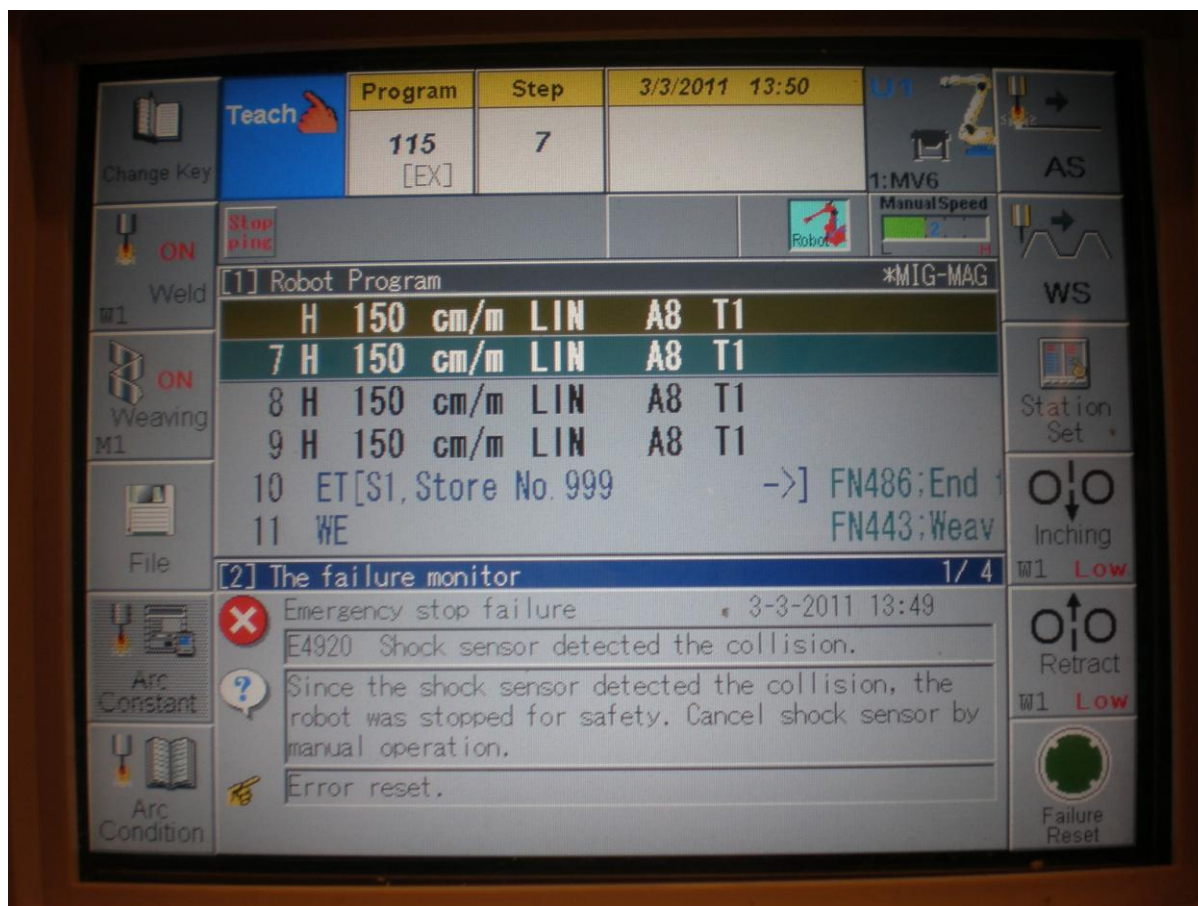 Change Key
Teach
Program
115
[EX]
Step
7
3/3/2011 13:50
U1
1:MV6
AS
ON
Weld
W1
Stop
ping
Robot
Manual Speed
2
L H
WS
[1] Robot Program *MIG-MAG
H 150 cm/m LIN A8 T1
7 H 150 cm/m LIN A8 T1
8 H 150 cm/m LIN A8 T1
9 H 150 cm/m LIN A8 T1
10 ET[S1,Store No.999 ->] FN486;End
11 WE FN443;Weav
ON
Weaving
M1
Station
Set
File
Inching
W1 Low
[2] The failure monitor 1/ 4
Emergency stop failure 3-3-2011 13:49
E4920 Shock sensor detected the collision.
Since the shock sensor detected the collision, the
robot was stopped for safety. Cancel shock sensor by
manual operation.
Error reset.
Arc
Constant
Retract
W1 Low
Arc
Condition
Failure
Reset